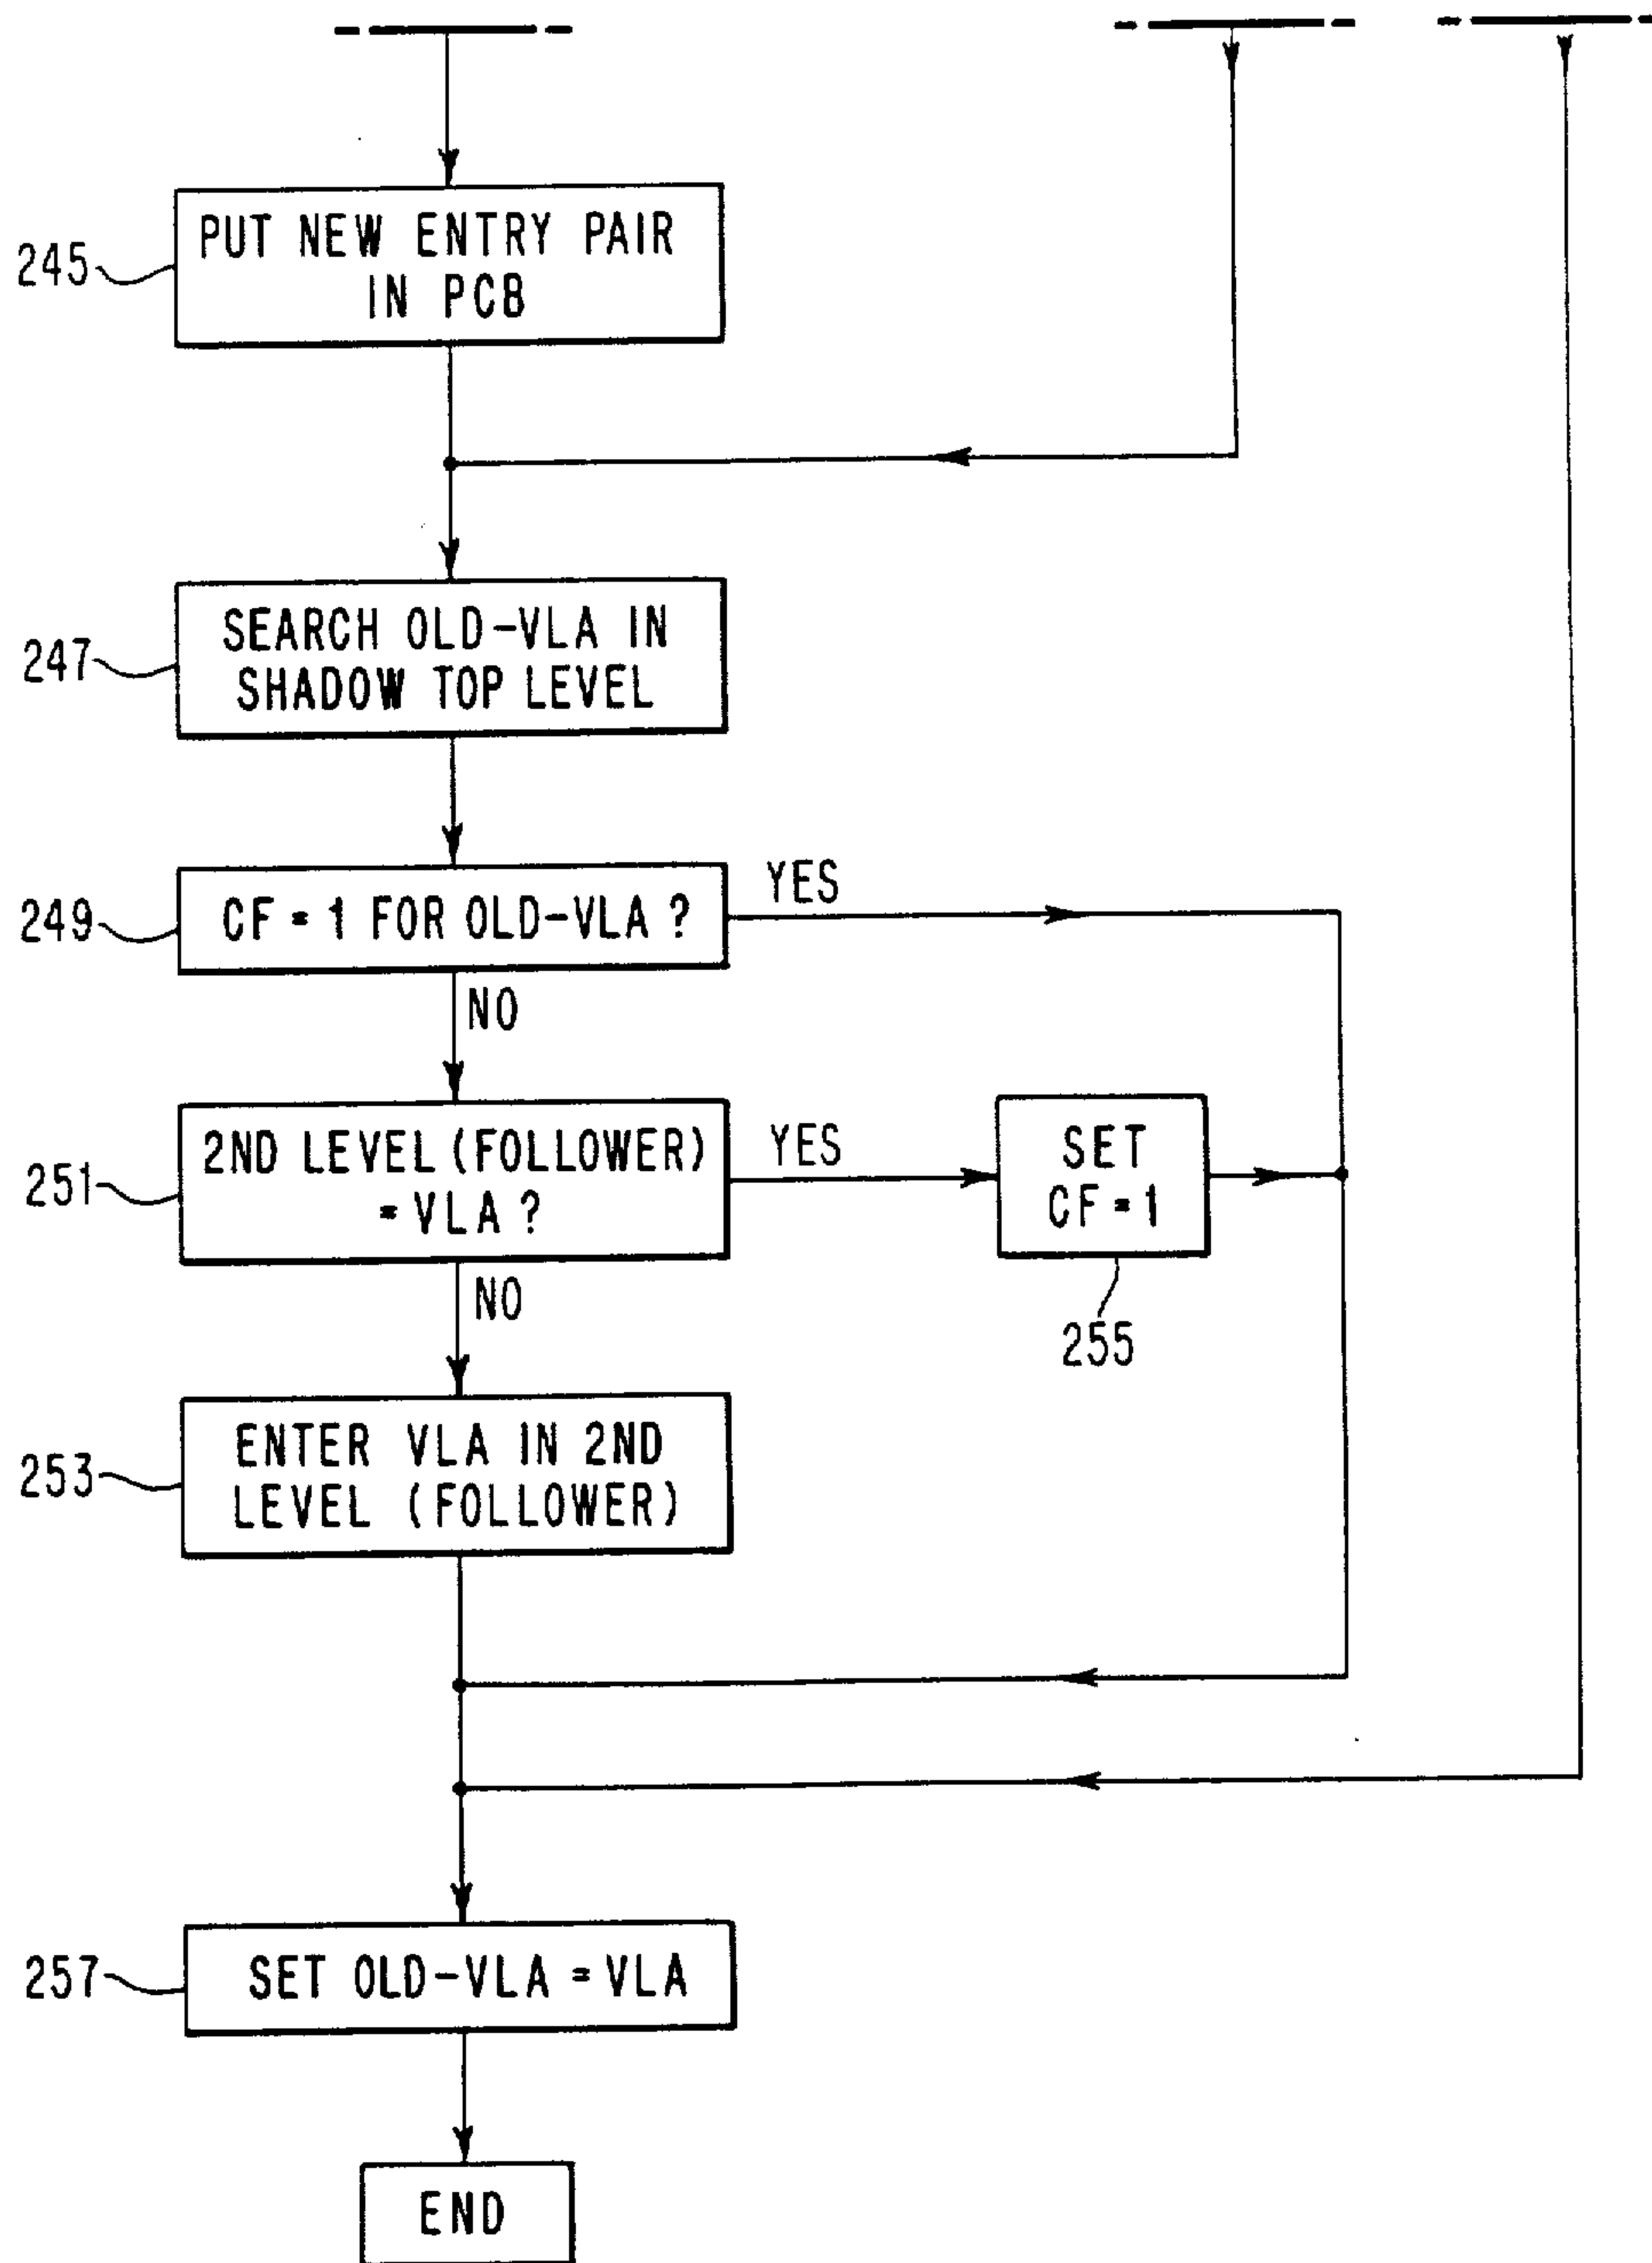 245
PUT NEW ENTRY PAIR
IN PCB
247
SEARCH OLD-VLA IN
SHADOW TOP LEVEL
249
CF = 1 FOR OLD-VLA ?
YES
NO
251
2ND LEVEL (FOLLOWER)
= VLA ?
YES
SET
CF = 1
255
NO
253
ENTER VLA IN 2ND
LEVEL (FOLLOWER)
257
SET OLD-VLA = VLA
END